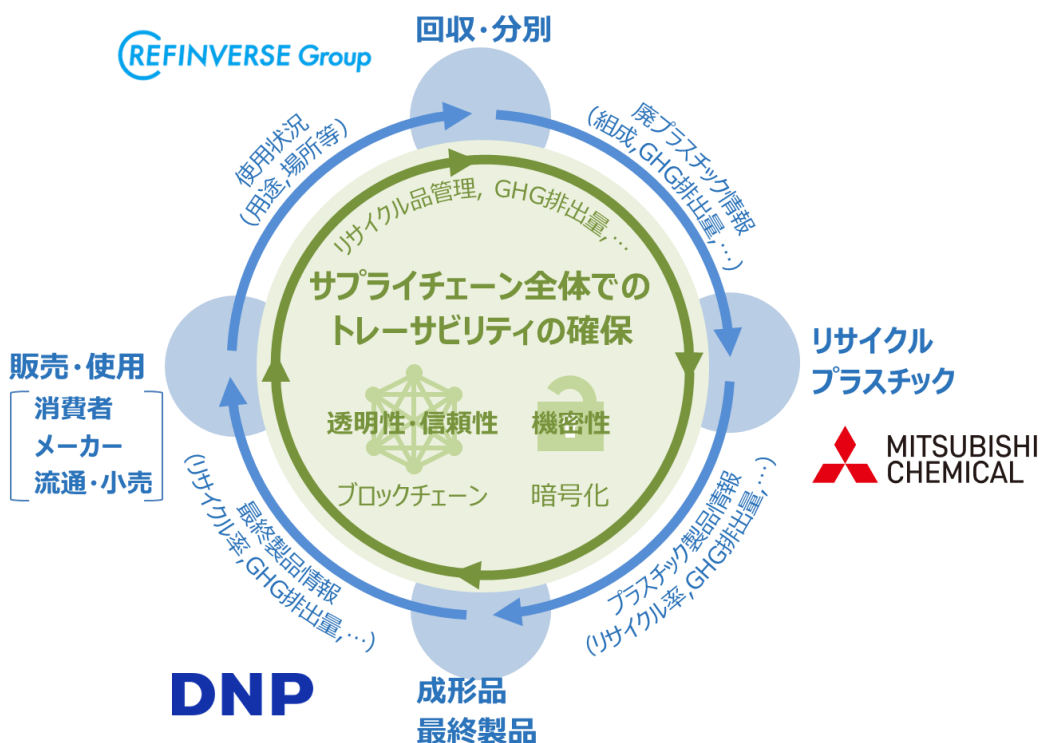 REFINVERSE Group
回収・分別
使用状況
(用途,場所等)
廃プラスチック情報
(組成,GHG排出量,…)
リサイクル品管理, GHG排出量,…
サプライチェーン全体での
トレーサビリティの確保
透明性・信頼性
機密性
ブロックチェーン
暗号化
販売・使用
消費者
メーカー
流通・小売
リサイクル
プラスチック
MITSUBISHI
CHEMICAL
最終製品情報
(リサイクル率,GHG排出量,…)
プラスチック製品情報
(リサイクル率,GHG排出量,…)
DNP
成形品
最終製品